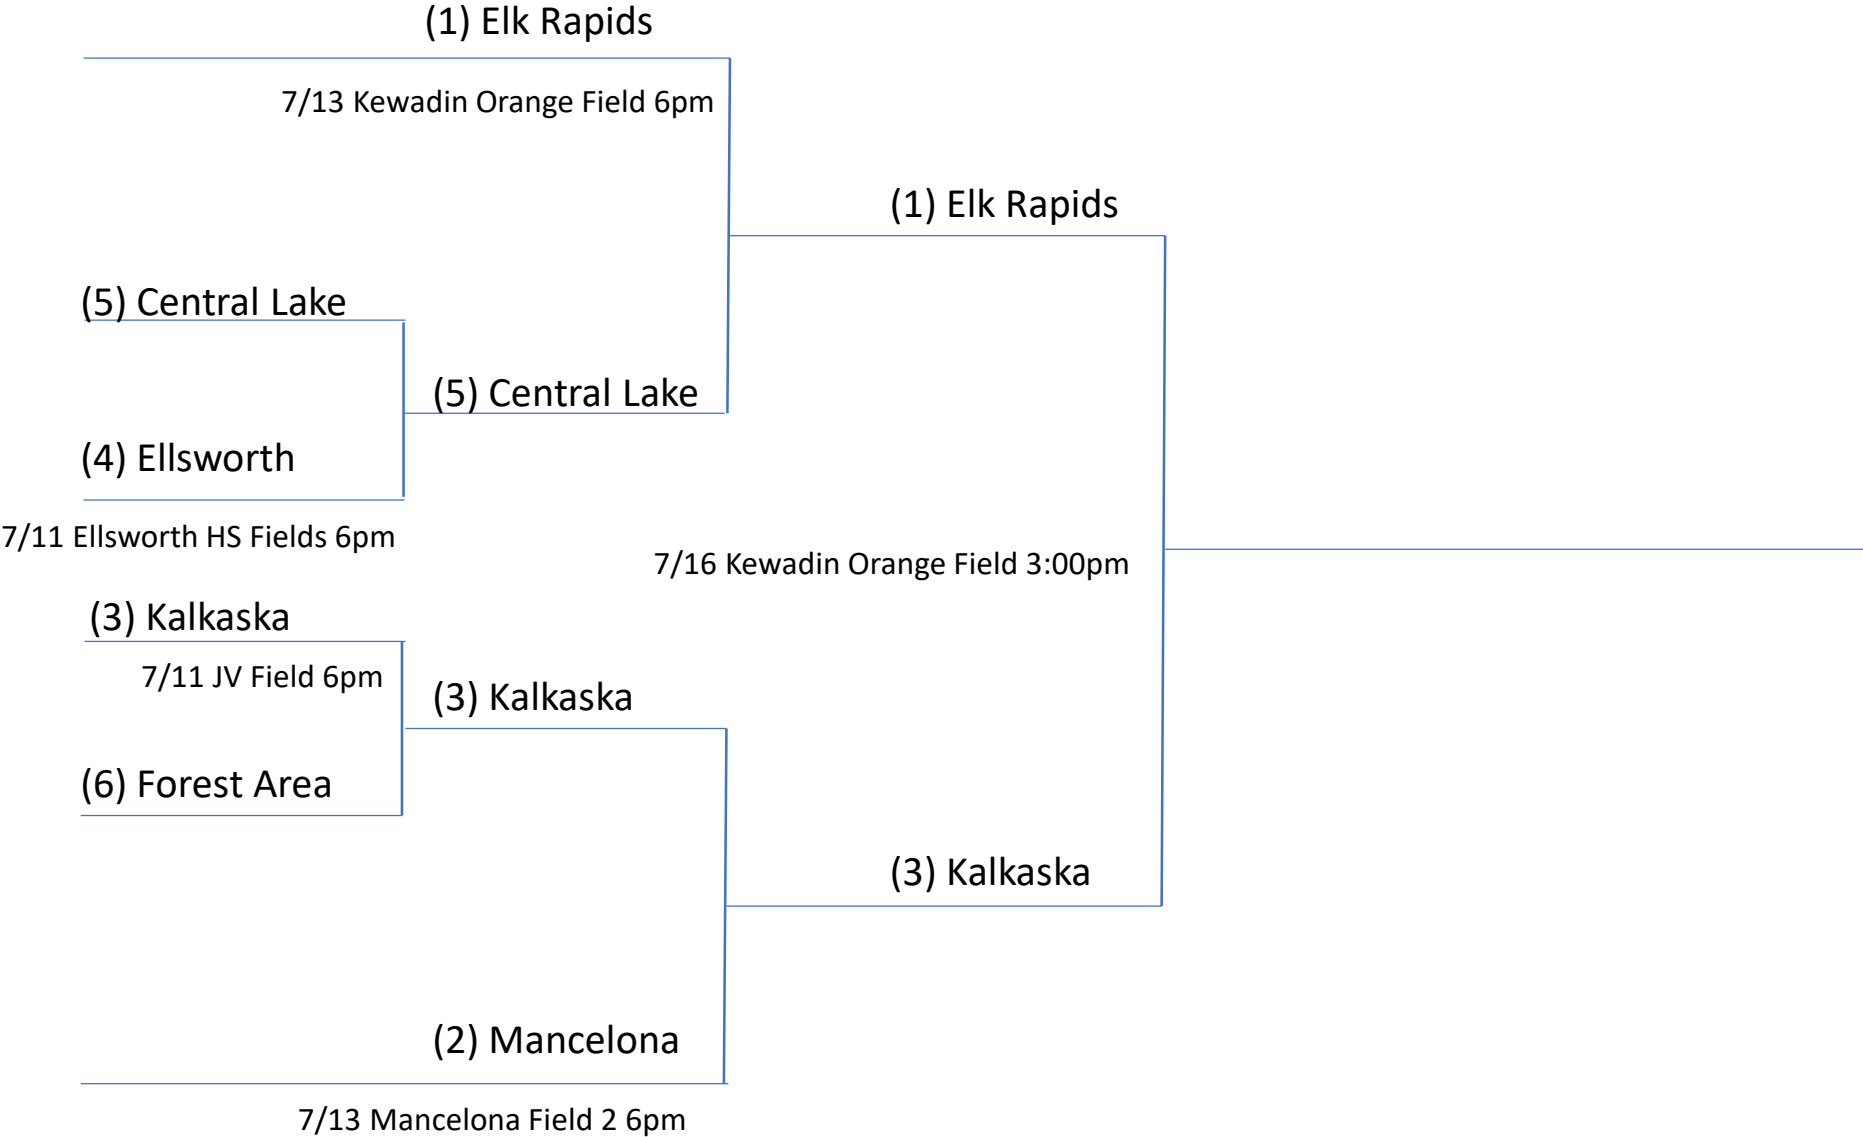 (1) Elk Rapids
7/13 Kewadin Orange Field 6pm
(1) Elk Rapids
(5) Central Lake
(5) Central Lake
(4) Ellsworth
7/11 Ellsworth HS Fields 6pm
7/16 Kewadin Orange Field 3:00pm
(3) Kalkaska
7/11 JV Field 6pm
(3) Kalkaska
(6) Forest Area
(3) Kalkaska
(2) Mancelona
7/13 Mancelona Field 2 6pm